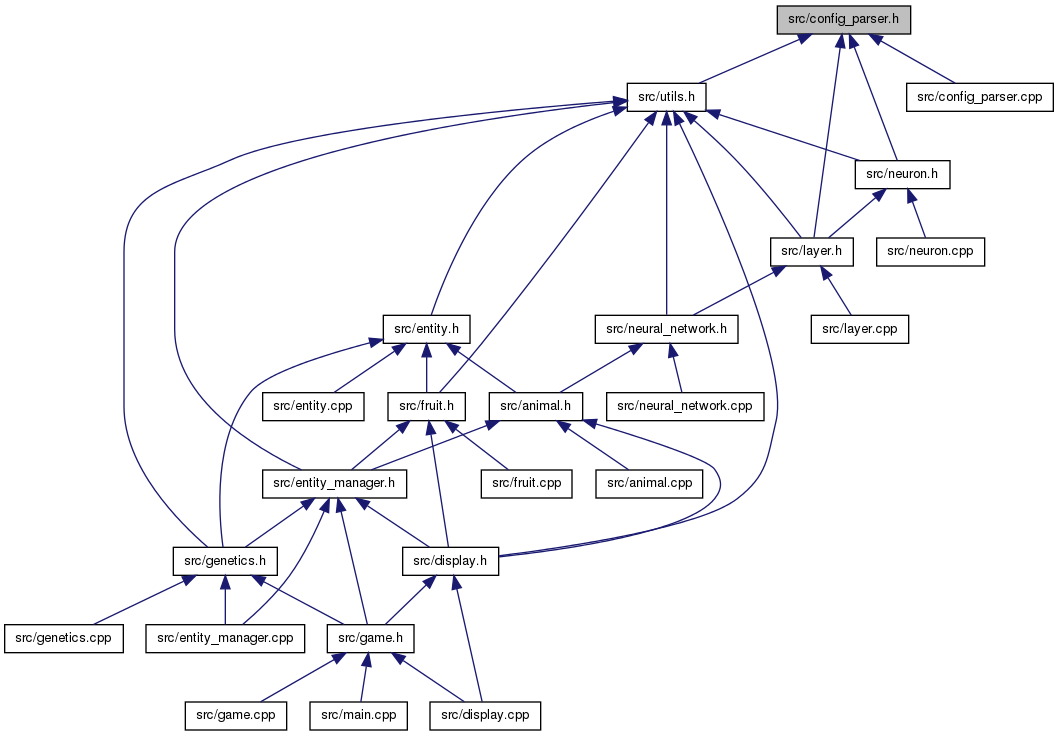 src/config_parser.h
src/utils.h
src/config_parser.cpp
src/neuron.h
src/layer.h
src/neuron.cpp
src/entity.h
src/neural_network.h
src/layer.cpp
src/entity.cpp
src/fruit.h
src/animal.h
src/neural_network.cpp
src/entity_manager.h
src/fruit.cpp
src/animal.cpp
src/genetics.h
src/display.h
src/genetics.cpp
src/entity_manager.cpp
src/game.h
src/game.cpp
src/main.cpp
src/display.cpp